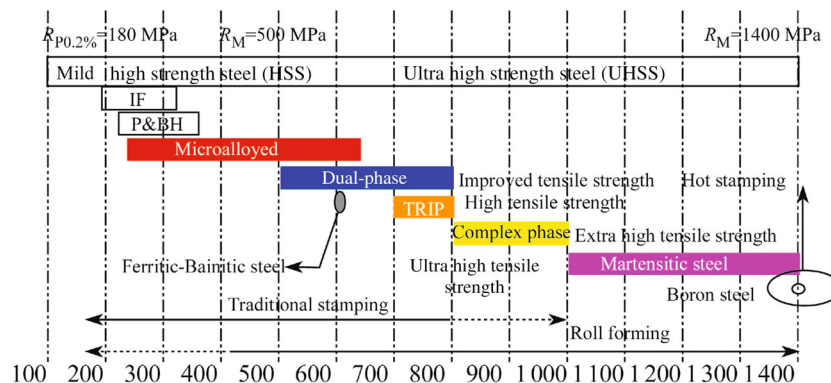 R_P0.2%=180 MPa R_M=500 MPa R_M=1400 MPa
Mild high strength steel (HSS) Ultra high strength steel (UHSS)
IF
P&BH
Microalloyed
Dual-phase Improved tensile strength Hot stamping
TRIP High tensile strength
Complex phase Extra high tensile strength
Ferritic-Bainitic steel Ultra high tensile strength Martensitic steel
Boron steel
Traditional stamping
Roll forming
100 200 300 400 500 600 700 800 900 1 000 1 100 1 200 1 300 1 400